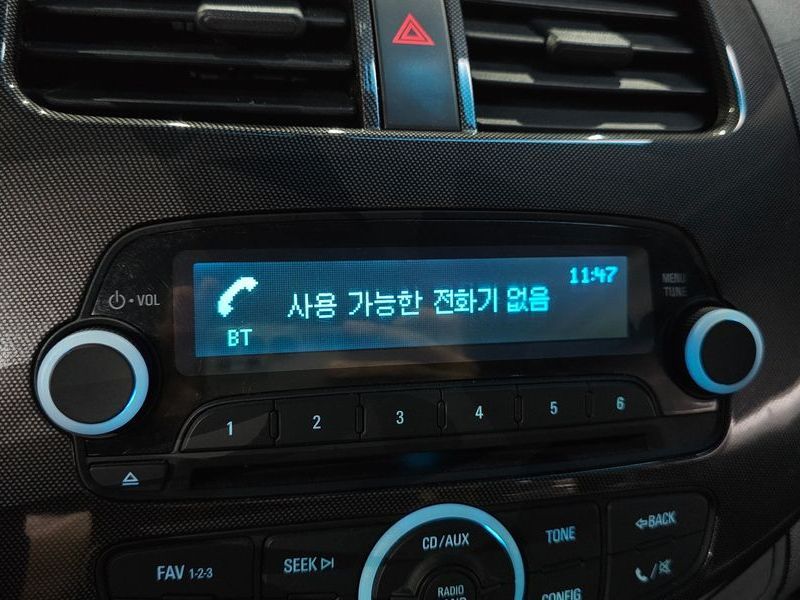 11:47
사용 가능한 전화기 없음
BT
VOL
MENU
TUNE
1 2 3 4 5 6
CD/AUX
TONE
BACK
FAV 1-2-3
SEEK
RADIO
CONFIG